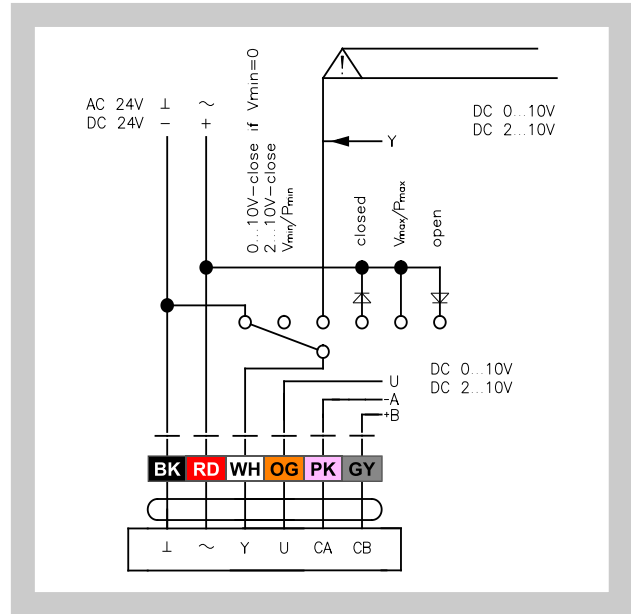 !
AC 24V ⊥ ~
DC 24V − +
DC 0...10V
DC 2...10V
Y
0...10V-close if Vmin=0
2...10V-close
Vmin/Pmin
closed
Vmax/Pmax
open
U
DC 0...10V
DC 2...10V
-A
+B
BK RD WH OG PK GY
⊥ ~ Y U CA CB